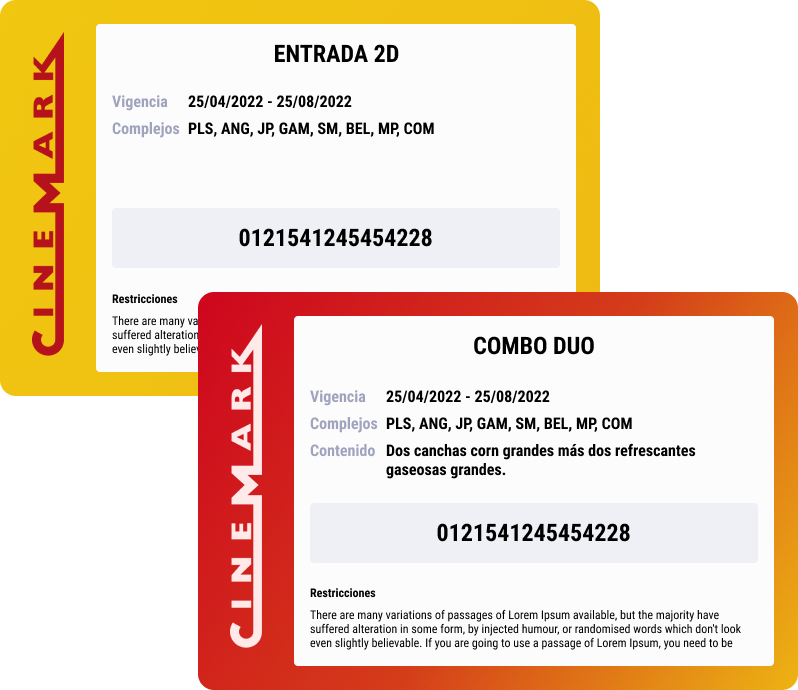 CINEMARK
ENTRADA 2D
Vigencia 25/04/2022 - 25/08/2022
Complejos PLS, ANG, JP, GAM, SM, BEL, MP, COM
0121541245454228
Restricciones
There are many va
suffered alteration
even slightly believ
CINEMARK
COMBO DUO
Vigencia 25/04/2022 - 25/08/2022
Complejos PLS, ANG, JP, GAM, SM, BEL, MP, COM
Contenido Dos canchas corn grandes más dos refrescantes
gaseosas grandes.
0121541245454228
Restricciones
There are many variations of passages of Lorem Ipsum available, but the majority have
suffered alteration in some form, by injected humour, or randomised words which don't look
even slightly believable. If you are going to use a passage of Lorem Ipsum, you need to be